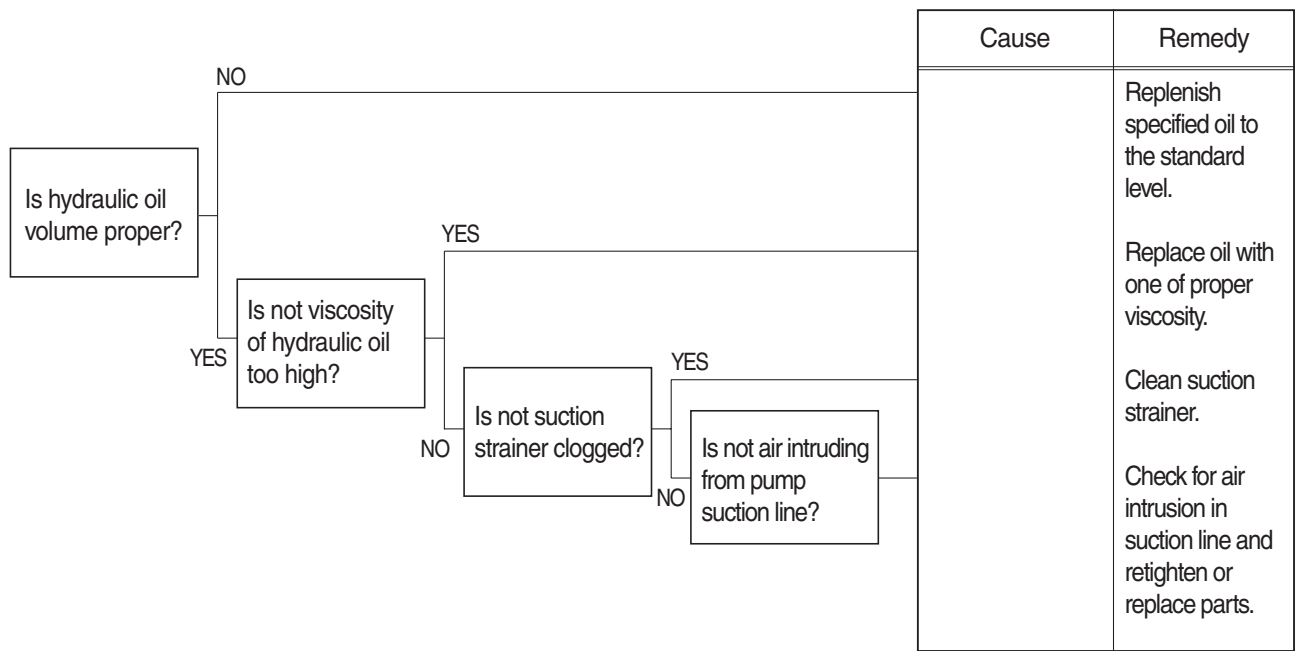 Cause
Remedy
NO
Replenish
specified oil to
the standard
level.
Is hydraulic oil
volume proper?
YES
Replace oil with
one of proper
viscosity.
YES
Is not viscosity
of hydraulic oil
too high?
YES
Clean suction
strainer.
NO
Is not suction
strainer clogged?
NO
Is not air intruding
from pump
suction line?
Check for air
intrusion in
suction line and
retighten or
replace parts.